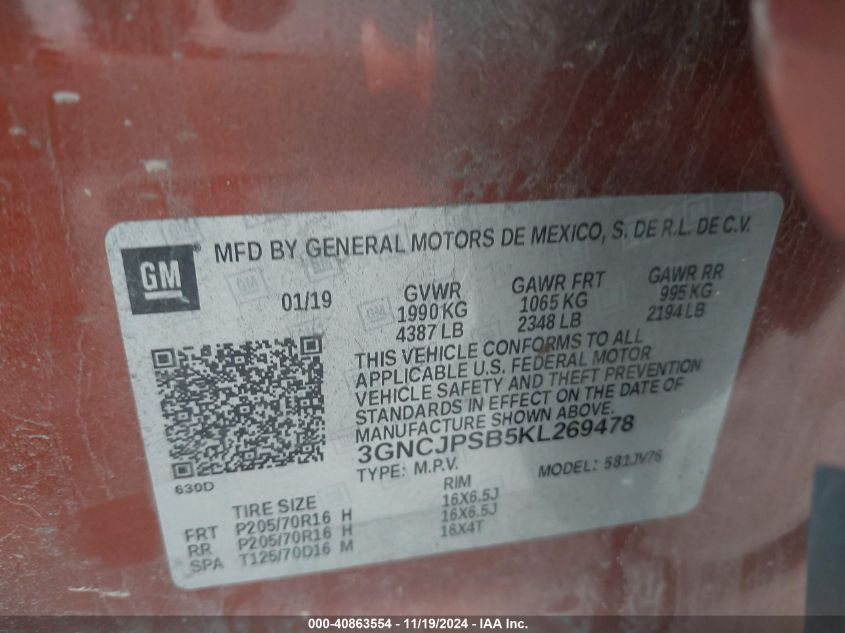 GM ® MFD BY GENERAL MOTORS DE MEXICO, S. DE R.L. DE C.V.
01/19 GVWR GAWR FRT GAWR RR
1990 KG 1065 KG 995 KG
4387 LB 2348 LB 2194 LB
THIS VEHICLE CONFORMS TO ALL
APPLICABLE U.S. FEDERAL MOTOR
VEHICLE SAFETY AND THEFT PREVENTION
STANDARDS IN EFFECT ON THE DATE OF
MANUFACTURE SHOWN ABOVE.
3GNCJPSB5KL269478
TYPE: M.P.V. MODEL: 581JV76
630D
TIRE SIZE RIM
FRT P205/70R16 H 16X6.5J
RR P205/70R16 H 16X6.5J
SPA T125/70D16 M 16X4T
000-40863554 - 11/19/2024 - IAA Inc.